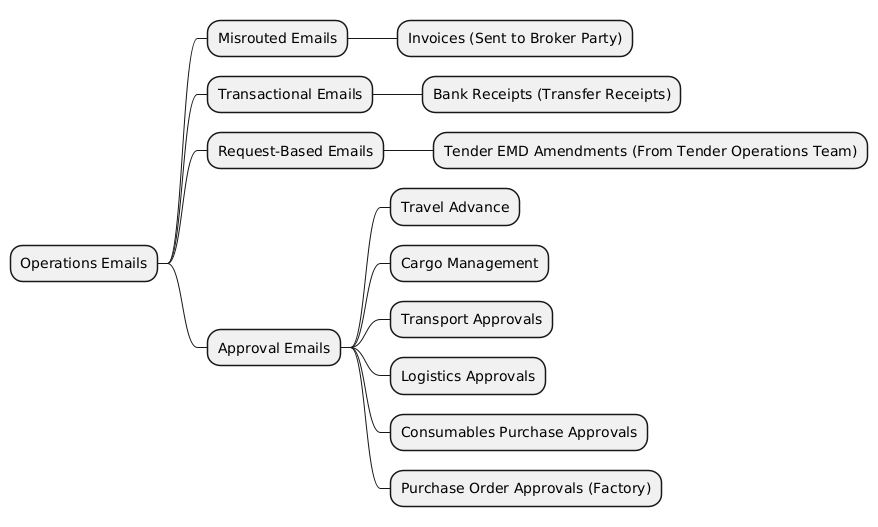 Operations Emails
Misrouted Emails
Invoices (Sent to Broker Party)
Transactional Emails
Bank Receipts (Transfer Receipts)
Request-Based Emails
Tender EMD Amendments (From Tender Operations Team)
Approval Emails
Travel Advance
Cargo Management
Transport Approvals
Logistics Approvals
Consumables Purchase Approvals
Purchase Order Approvals (Factory)